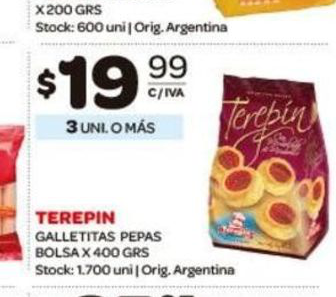 X 200 GRS
Stock: 600 uni | Orig. Argentina
$19 99
C/IVA
3 UNI. O MÁS
Terepín
TEREPIN
GALLETITAS PEPAS
BOLSA X 400 GRS
Stock: 1.700 uni | Orig. Argentina